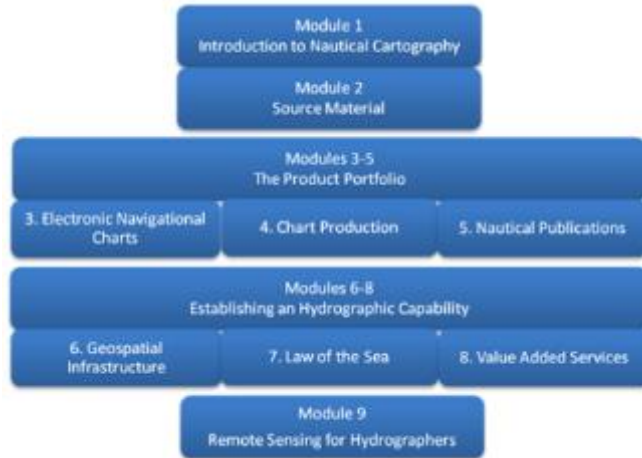 Module 1
Introduction to Nautical Cartography
Module 2
Source Material
Modules 3-5
The Product Portfolio
3. Electronic Navigational
Charts
4. Chart Production
5. Nautical Publications
Modules 6-8
Establishing an Hydrographic Capability
6. Geospatial
Infrastructure
7. Law of the Sea
8. Value Added Services
Module 9
Remote Sensing for Hydrographers